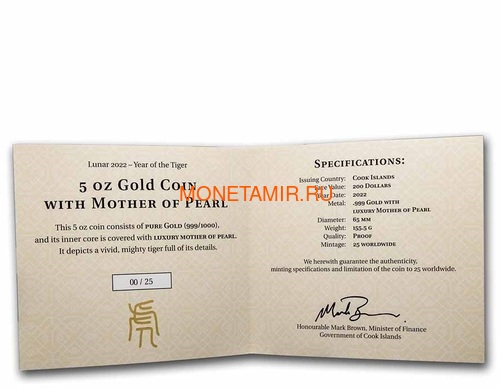 Lunar 2022 – Year of the Tiger
5 oz Gold Coin
with Mother of Pearl
This 5 oz coin consists of pure Gold (999/1000),
and its inner core is covered with luxury Mother of Pearl.
It depicts a vivid, mighty tiger full of its details.
00 / 25
Specifications:
Issuing Country: Cook Islands
Face Value: 200 Dollars
Year Date: 2022
Metal: .999 Gold with
luxury Mother of Pearl
Diameter: 65 mm
Weight: 155.5 g
Quality: Proof
Mintage: 25 worldwide
We herewith guarantee the authenticity,
minting specifications and limitation of the coin to 25 worldwide.
Honourable Mark Brown, Minister of Finance
Government of Cook Islands
МОНЕТАМИР.RU